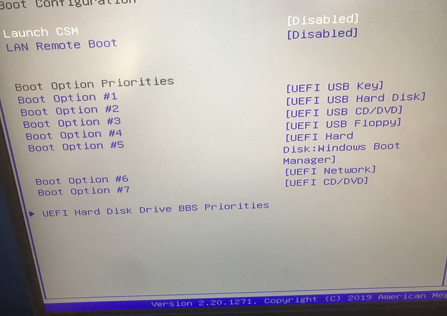 Boot Configuration
Launch CSM [Disabled]
LAN Remote Boot [Disabled]
Boot Option Priorities
Boot Option #1 [UEFI USB Key]
Boot Option #2 [UEFI USB Hard Disk]
Boot Option #3 [UEFI USB CD/DVD]
Boot Option #4 [UEFI USB Floppy]
Boot Option #5 [UEFI Hard
Disk:Windows Boot
Manager]
Boot Option #6 [UEFI Network]
Boot Option #7 [UEFI CD/DVD]
▶ UEFI Hard Disk Drive BBS Priorities
Version 2.20.1271. Copyright (C) 2019 American